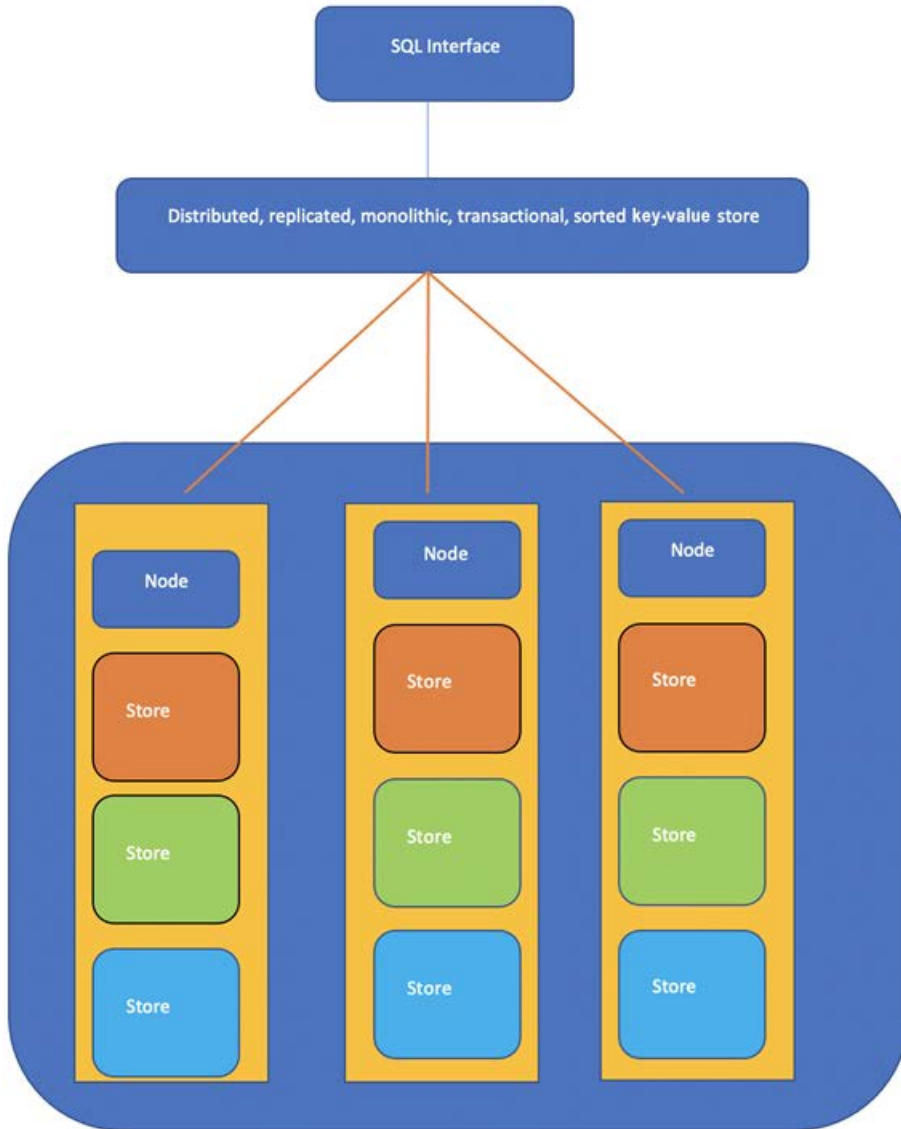 SQL Interface
Distributed, replicated, monolithic, transactional, sorted key-value store
Node
Store
Store
Store
Node
Store
Store
Store
Node
Store
Store
Store